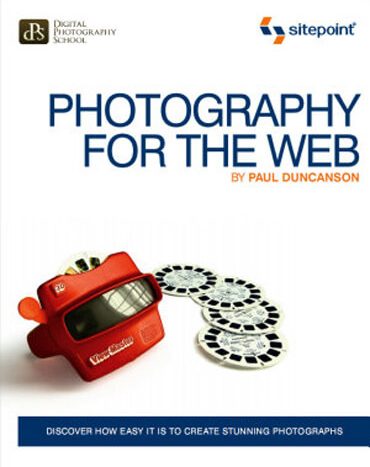 dPS
DIGITAL
PHOTOGRAPHY
SCHOOL
sitepoint®
PHOTOGRAPHY
FOR THE WEB
BY PAUL DUNCANSON
3D
View-Master
DISCOVER HOW EASY IT IS TO CREATE STUNNING PHOTOGRAPHS